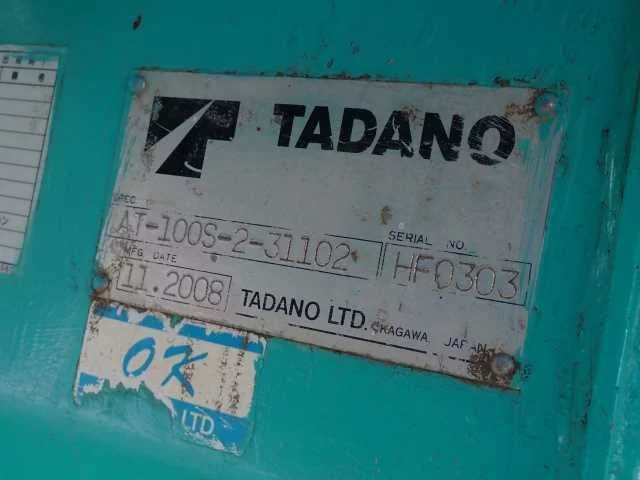 TADANO
SPEC.
AT-100S-2-31102
SERIAL NO.
HF0303
MFG DATE
11.2008
TADANO LTD. KAGAWA, JAPAN
OK
LTD.